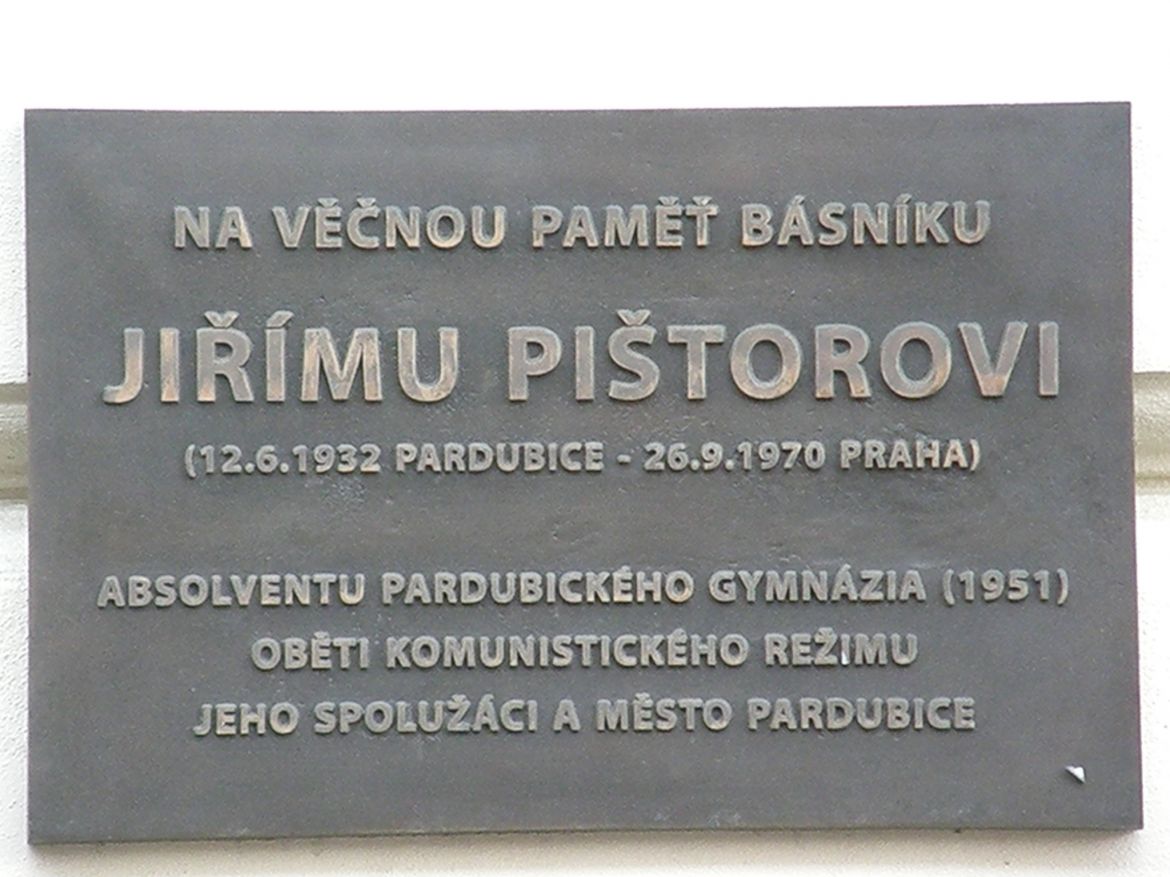 NA VĚČNOU PAMĚŤ BÁSNÍKU
JIŘÍMU PIŠTOROVI
(12.6.1932 PARDUBICE - 26.9.1970 PRAHA)
ABSOLVENTU PARDUBICKÉHO GYMNÁZIA (1951)
OBĚTI KOMUNISTICKÉHO REŽIMU
JEHO SPOLUŽÁCI A MĚSTO PARDUBICE